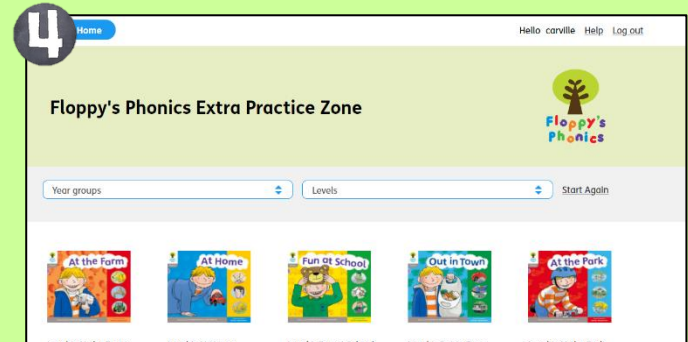 4
Home
Hello carville Help Log out
Floppy's Phonics Extra Practice Zone
Floppy's
Phonics
Year groups
Levels
Start Again
At the Farm
At Home
Fun at School
Out in Town
At the Park